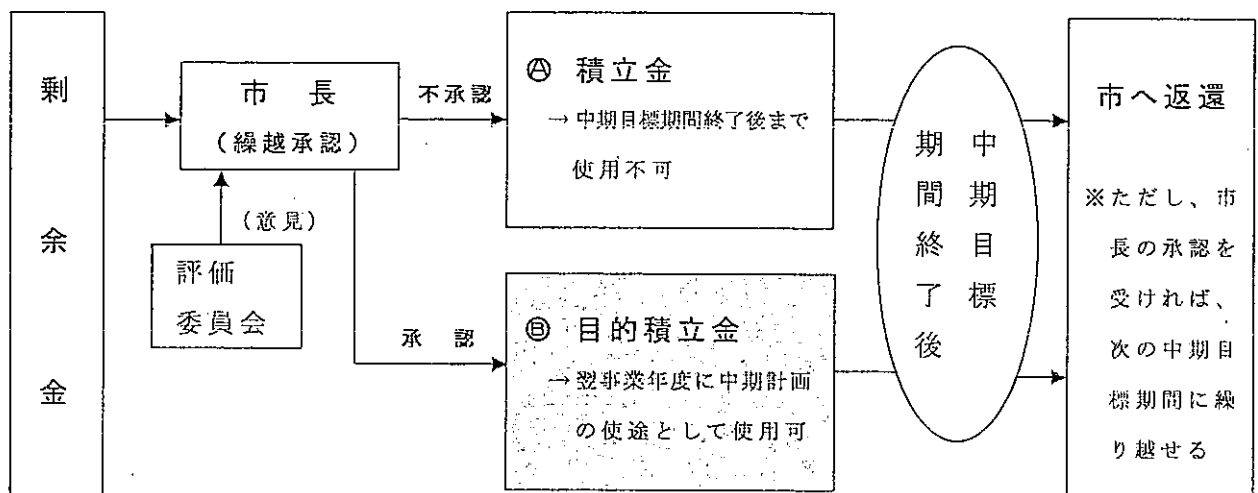 剰余金
市 長
(繰越承認)
(意見)
評価
委員会
不承認
承 認
Ⓐ 積立金
→ 中期目標期間終了後まで
使用不可
Ⓑ 目的積立金
→ 翌事業年度に中期計画
の使途として使用可
中期目標
期間終了後
市へ返還
※ただし、市
長の承認を
受ければ、
次の中期目
標期間に繰
り越せる